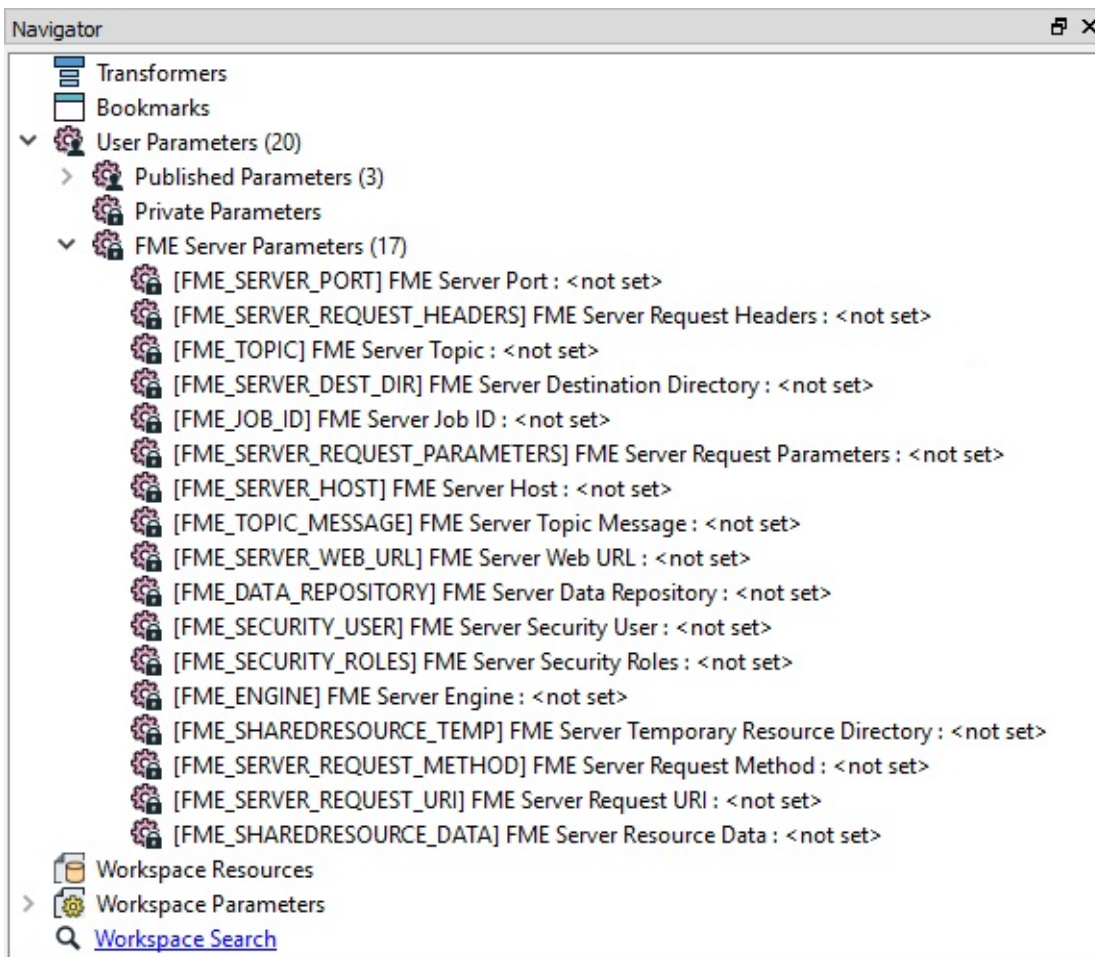 Navigator
Transformers
Bookmarks
User Parameters (20)
Published Parameters (3)
Private Parameters
FME Server Parameters (17)
[FME_SERVER_PORT] FME Server Port : <not set>
[FME_SERVER_REQUEST_HEADERS] FME Server Request Headers : <not set>
[FME_TOPIC] FME Server Topic : <not set>
[FME_SERVER_DEST_DIR] FME Server Destination Directory : <not set>
[FME_JOB_ID] FME Server Job ID : <not set>
[FME_SERVER_REQUEST_PARAMETERS] FME Server Request Parameters : <not set>
[FME_SERVER_HOST] FME Server Host : <not set>
[FME_TOPIC_MESSAGE] FME Server Topic Message : <not set>
[FME_SERVER_WEB_URL] FME Server Web URL : <not set>
[FME_DATA_REPOSITORY] FME Server Data Repository : <not set>
[FME_SECURITY_USER] FME Server Security User : <not set>
[FME_SECURITY_ROLES] FME Server Security Roles : <not set>
[FME_ENGINE] FME Server Engine : <not set>
[FME_SHAREDRESOURCE_TEMP] FME Server Temporary Resource Directory : <not set>
[FME_SERVER_REQUEST_METHOD] FME Server Request Method : <not set>
[FME_SERVER_REQUEST_URI] FME Server Request URI : <not set>
[FME_SHAREDRESOURCE_DATA] FME Server Resource Data : <not set>
Workspace Resources
Workspace Parameters
Workspace Search